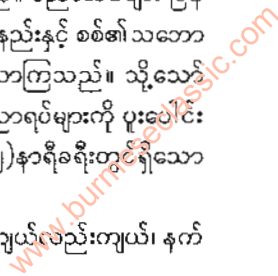 နည်းနှင့် စစ်၏သဘော
ကြသည်။ သို့သော်
ရပ်များကို ပူးပေါင်း
)နာရီခရီးတွင်ရှိသော
ကျယ်လည်းကျယ်၊ နက်
www.burmeseclassic.com